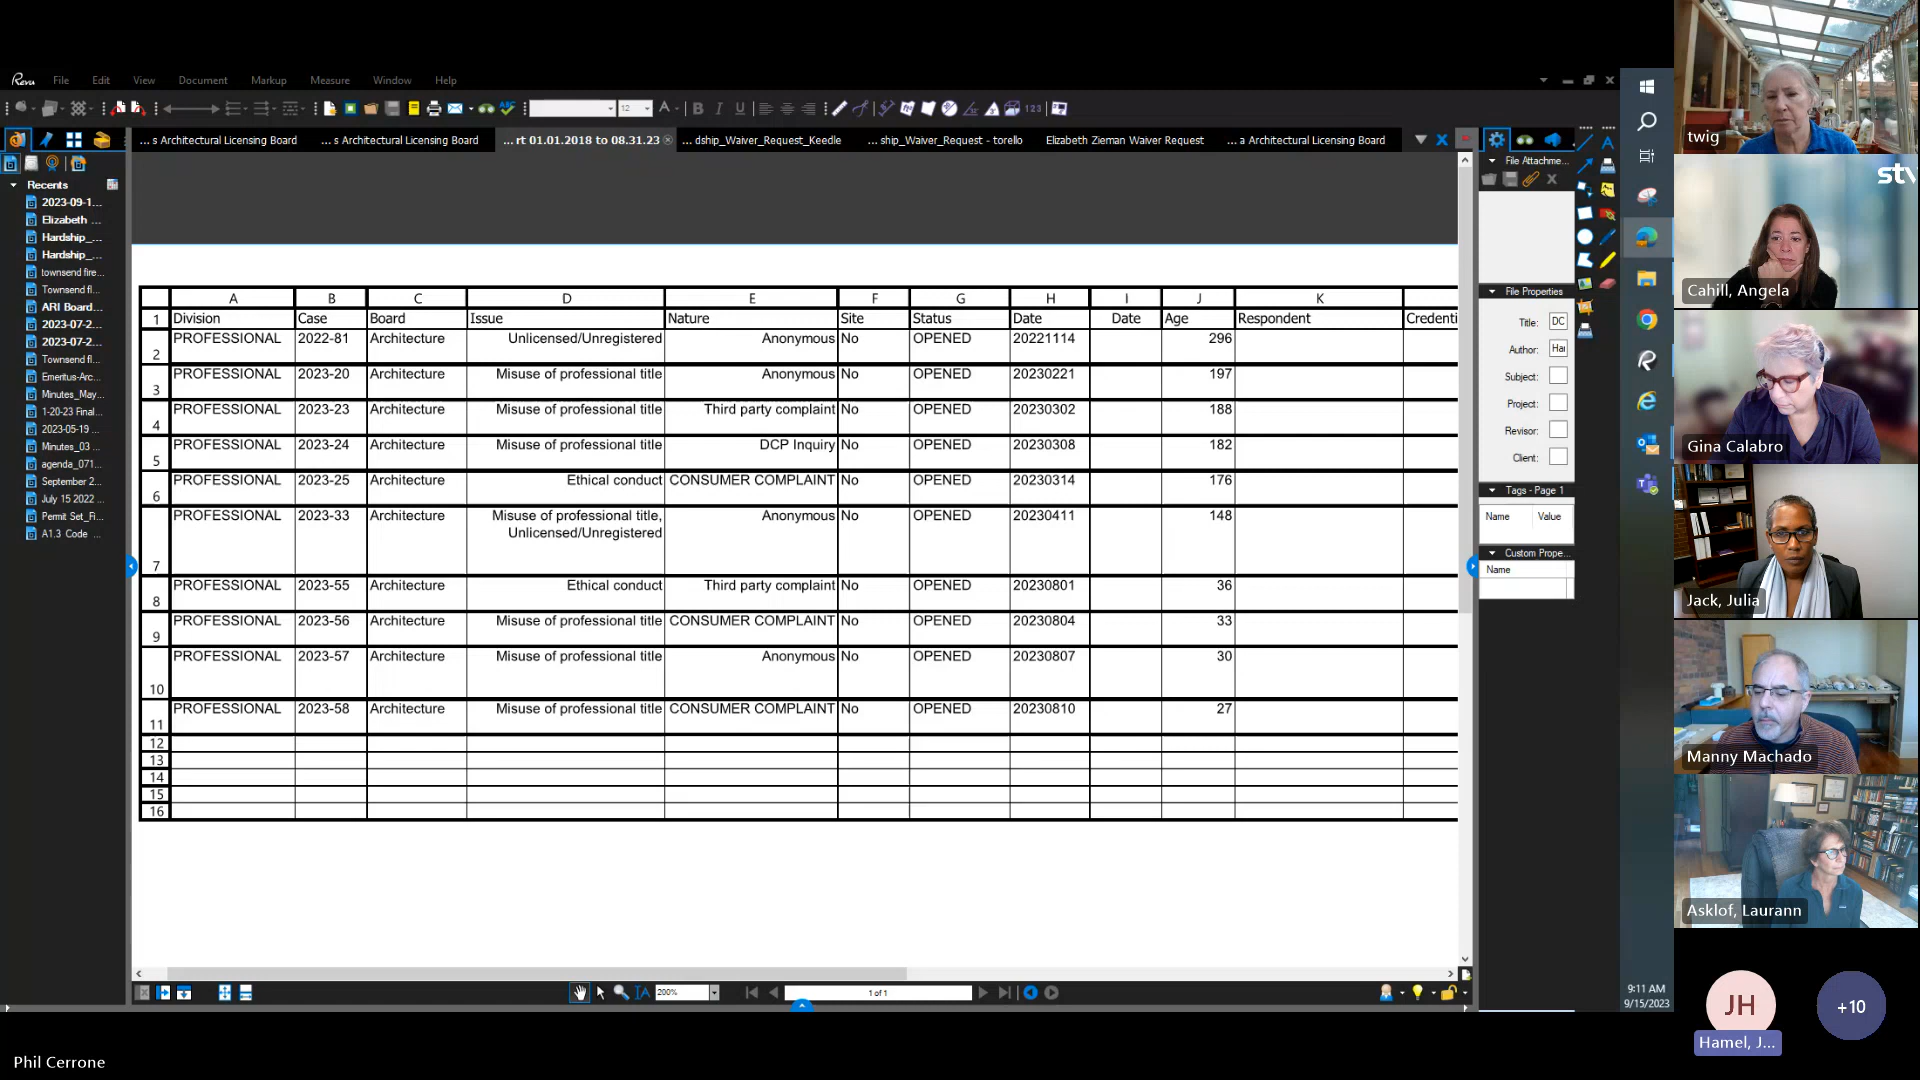 Revu File Edit View Document Markup Measure Window Help
12 A B I U 123
... s Architectural Licensing Board ... s Architectural Licensing Board ... rt 01.01.2018 to 08.31.23 ... dship_Waiver_Request_Keedle ... ship_Waiver_Request - torello Elizabeth Zieman Waiver Request ... a Architectural Licensing Board
Recents
2023-09-1...
Elizabeth ...
Hardship_...
Hardship_...
townsend fire...
Townsend fl...
ARI Board...
2023-07-2...
2023-07-2...
Townsend fl...
Emeritus-Arc...
Minutes_May...
1-20-23 Final...
2023-05-19 ...
Minutes_03 ...
agenda_071...
September 2...
July 15 2022 ...
Permit Set_Fi...
A1.3 Code ...
A B C D E F G H I J K
1 Division Case Board Issue Nature Site Status Date Date Age Respondent Credenti
2 PROFESSIONAL 2022-81 Architecture Unlicensed/Unregistered Anonymous No OPENED 20221114 296
3 PROFESSIONAL 2023-20 Architecture Misuse of professional title Anonymous No OPENED 20230221 197
4 PROFESSIONAL 2023-23 Architecture Misuse of professional title Third party complaint No OPENED 20230302 188
5 PROFESSIONAL 2023-24 Architecture Misuse of professional title DCP Inquiry No OPENED 20230308 182
6 PROFESSIONAL 2023-25 Architecture Ethical conduct CONSUMER COMPLAINT No OPENED 20230314 176
7 PROFESSIONAL 2023-33 Architecture Misuse of professional title, Unlicensed/Unregistered Anonymous No OPENED 20230411 148
8 PROFESSIONAL 2023-55 Architecture Ethical conduct Third party complaint No OPENED 20230801 36
9 PROFESSIONAL 2023-56 Architecture Misuse of professional title CONSUMER COMPLAINT No OPENED 20230804 33
10 PROFESSIONAL 2023-57 Architecture Misuse of professional title Anonymous No OPENED 20230807 30
11 PROFESSIONAL 2023-58 Architecture Misuse of professional title CONSUMER COMPLAINT No OPENED 20230810 27
12
13
14
15
16
200% 1 of 1
File Attachme...
File Properties
Title: DC
Author: Har
Subject:
Project:
Revisor:
Client:
Tags - Page 1
Name Value
Custom Prope...
Name
9:11 AM
9/15/2023
twig
stv
Cahill, Angela
Gina Calabro
Jack, Julia
Manny Machado
Asklof, Laurann
JH +10
Hamel, J...
Phil Cerrone